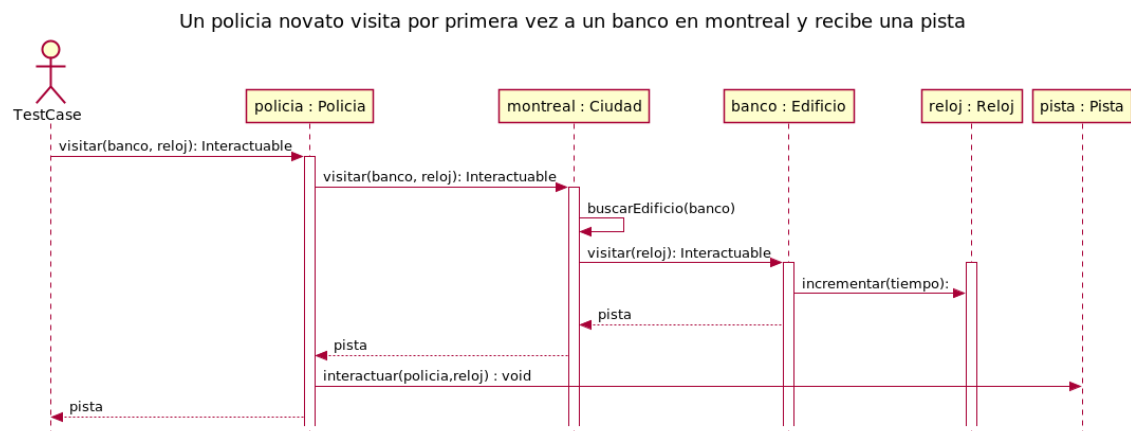 Un policia novato visita por primera vez a un banco en montreal y recibe una pista
TestCase
policia : Policia
montreal : Ciudad
banco : Edificio
reloj : Reloj
pista : Pista
visitar(banco, reloj): Interactuable
visitar(banco, reloj): Interactuable
buscarEdificio(banco)
visitar(reloj): Interactuable
incrementar(tiempo):
pista
pista
interactuar(policia,reloj) : void
pista